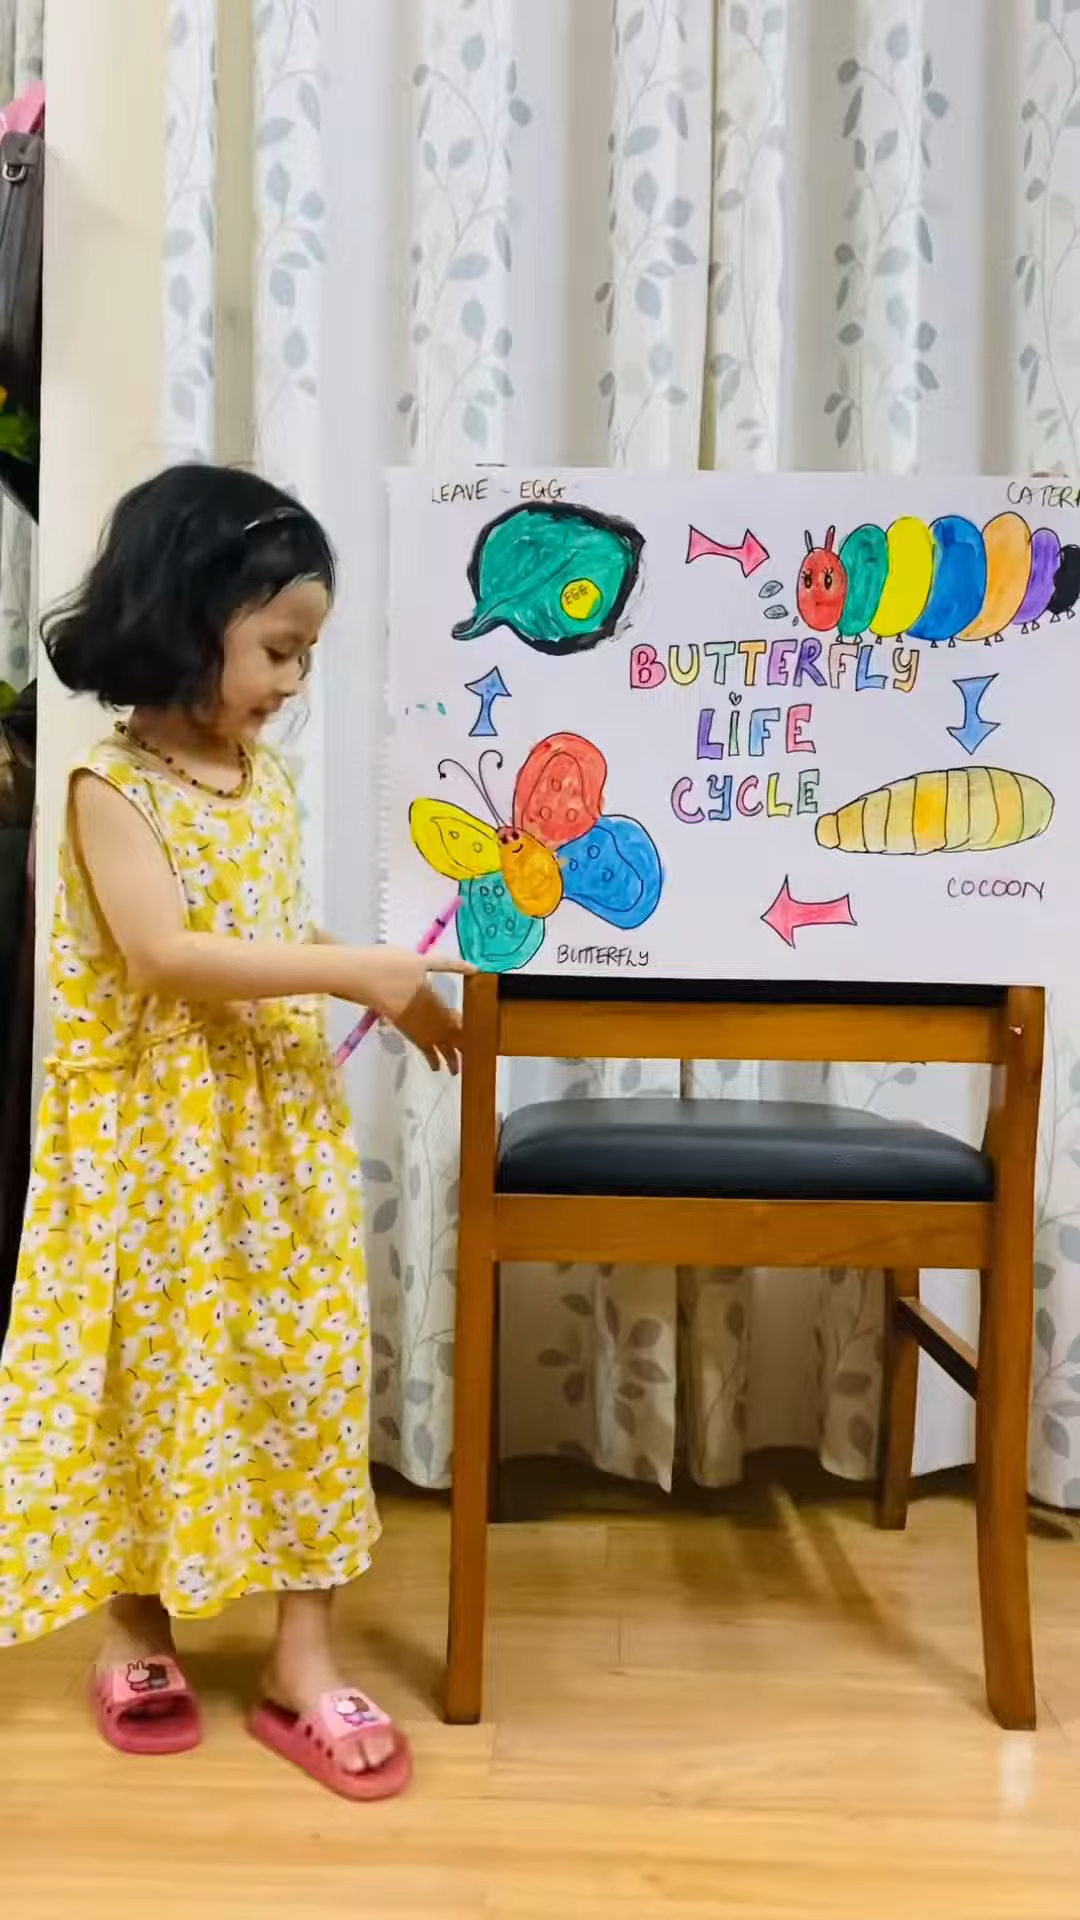 LEAVE - EGG
EGG
BUTTERFLY
LiFE
CYCLE
COCOON
BUTTERFLY